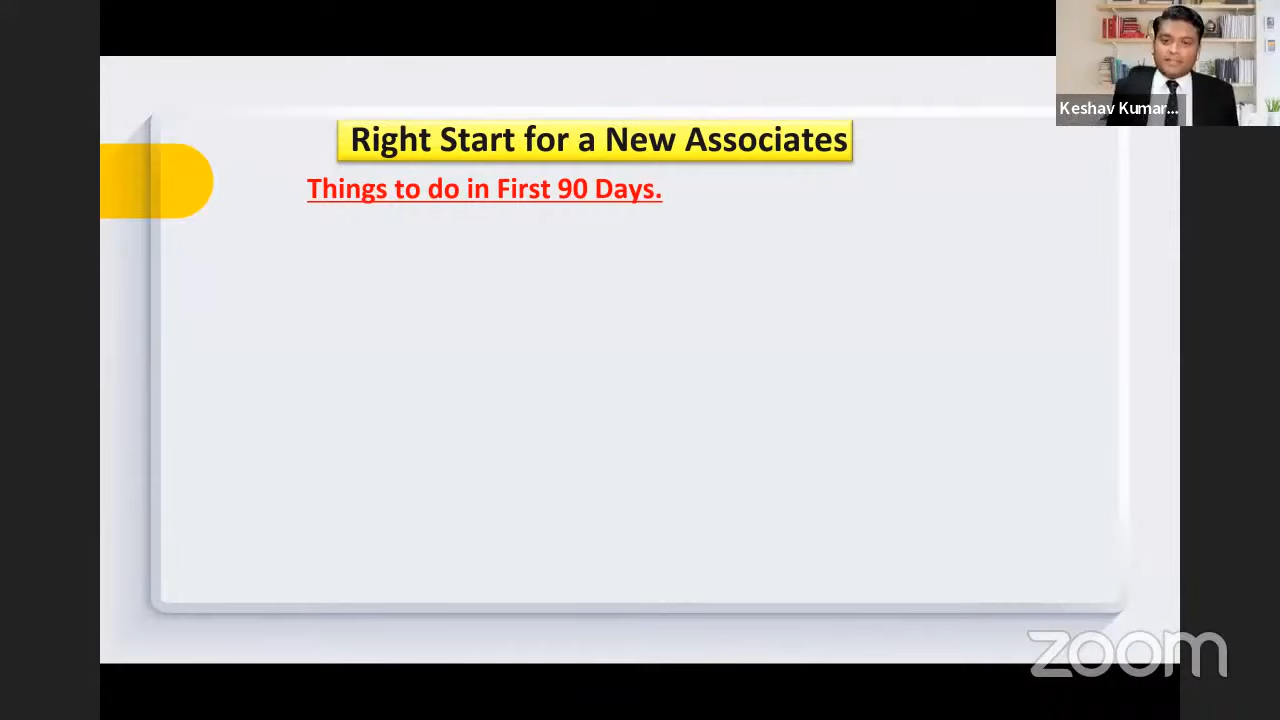 Keshav Kumar...
Right Start for a New Associates
Things to do in First 90 Days.
zoom